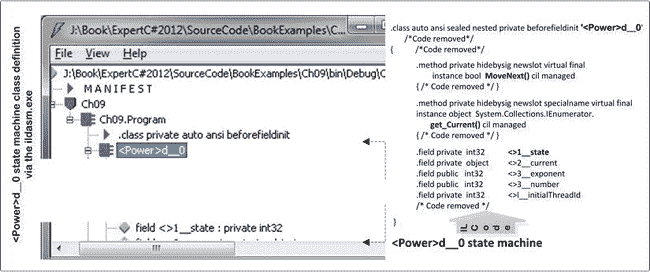 <Power>d__0 state machine class definition
via the ildasm.exe
J:\Book\ExpertC#2012\SourceCode\BookExamples\C
File View Help
J:\Book\ExpertC#2012\SourceCode\BookExamples\Ch09\bin\Debug\C
MANIFEST
Ch09
Ch09.Program
.class private auto ansi beforefieldinit
<Power>d__0
field <>1__state : private int32
.class auto ansi sealed nested private beforefieldinit '<Power>d__0'
/*Code removed*/
{ /*Code removed*/
.method private hidebysig newslot virtual final
instance bool MoveNext() cil managed
{ /* Code removed */ }
.method private hidebysig newslot specialname virtual final
instance object System.Collections.IEnumerator.
get_Current() cil managed
{ /* Code removed */ }
.field private int32 <>1__state
.field private object <>2__current
.field public int32 <>3__exponent
.field public int32 <>3__number
.field private int32 <>l__initialThreadId
/* Code removed */
}
IL
Code
<Power>d__0 state machine